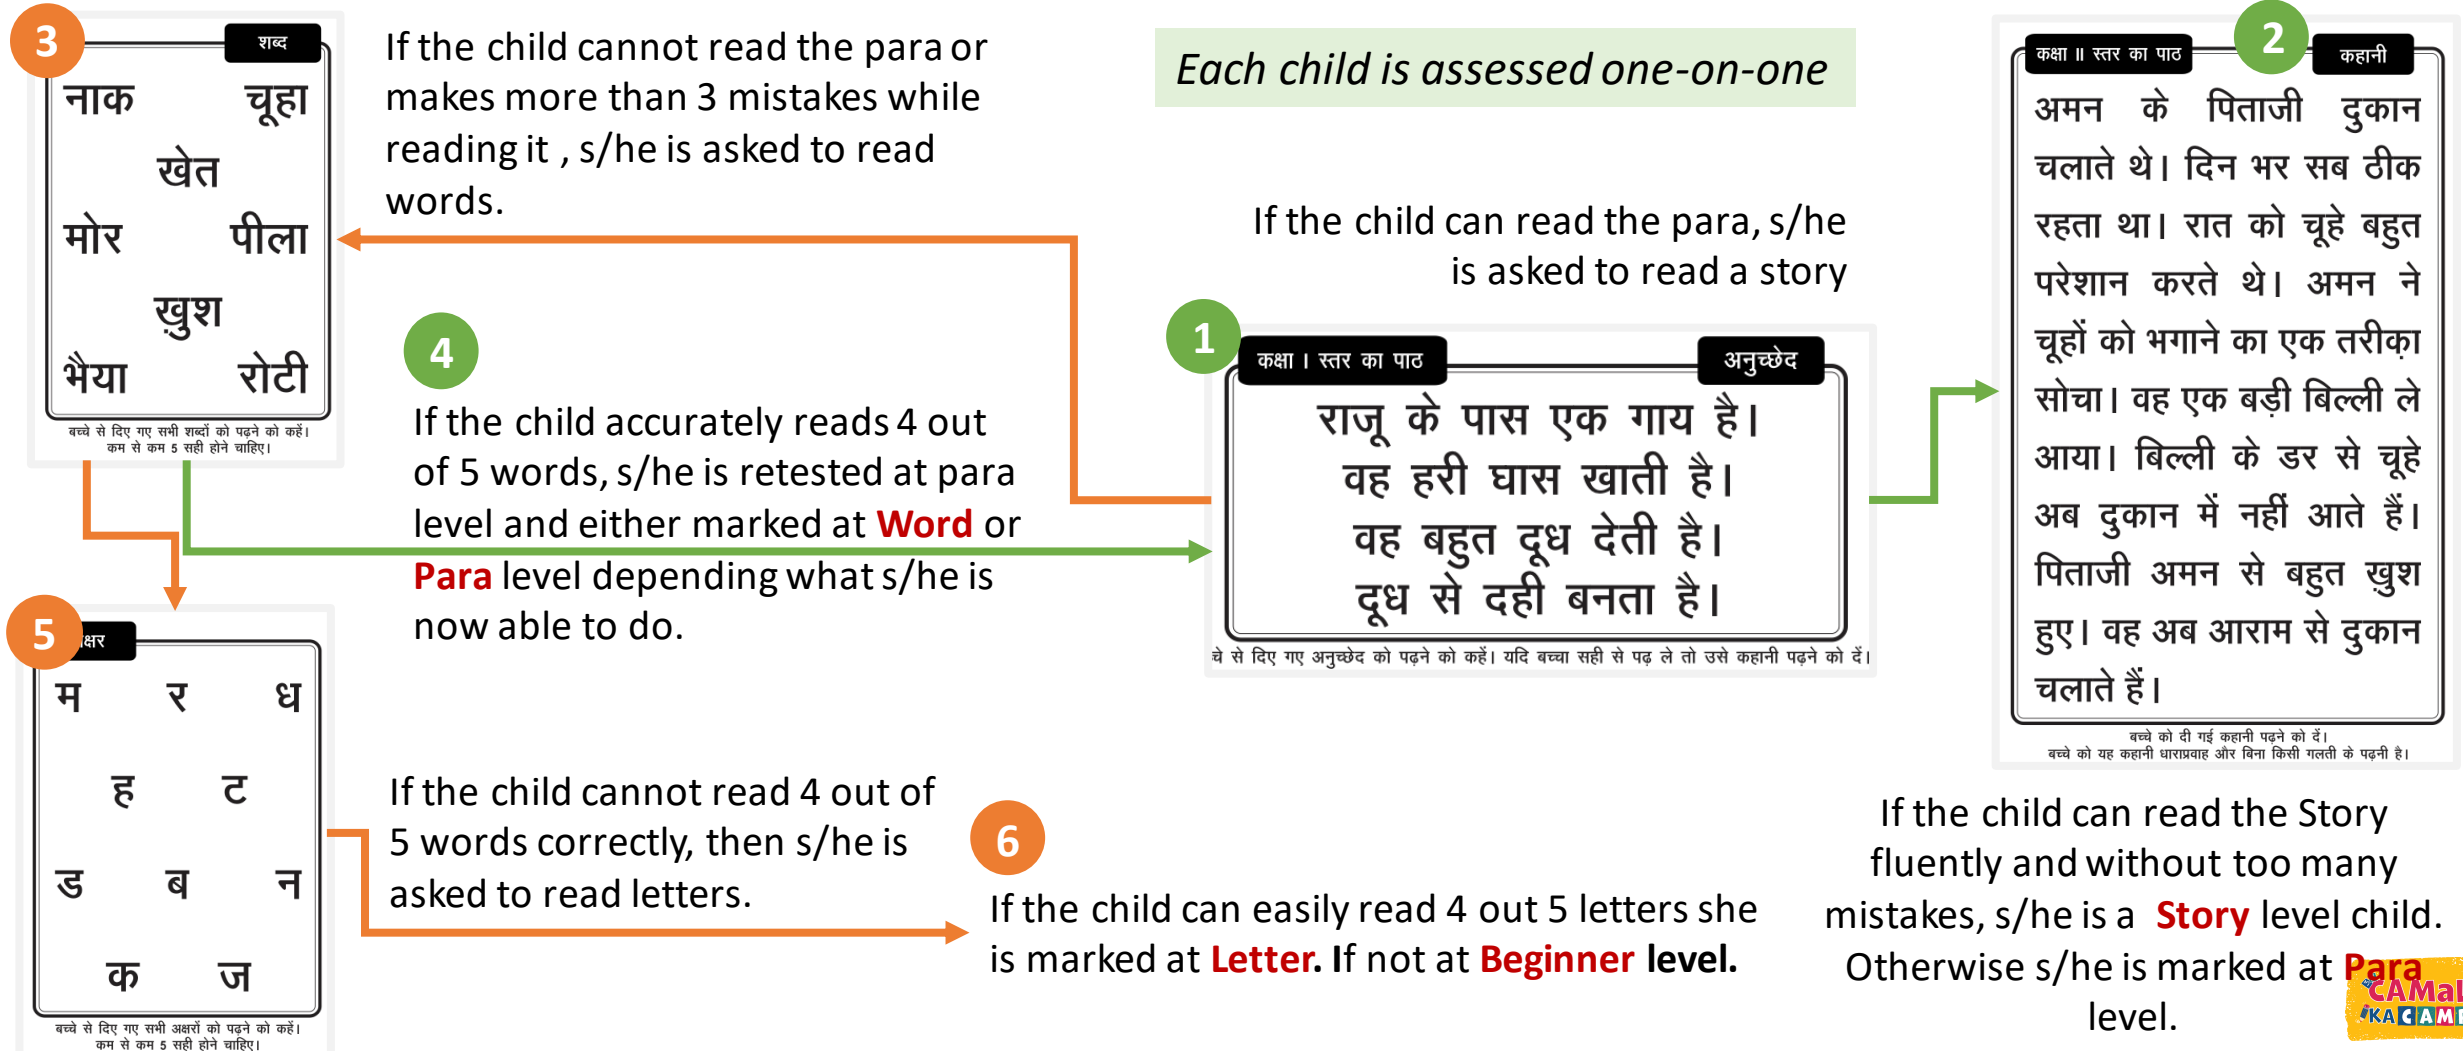 3
शब्द
नाक चूहा
खेत
मोर पीला
ख़ुश
भैया रोटी
बच्चे से दिए गए सभी शब्दों को पढ़ने को कहें।
कम से कम 5 सही होने चाहिए।
If the child cannot read the para or
makes more than 3 mistakes while
reading it , s/he is asked to read
words.
Each child is assessed one-on-one
If the child can read the para, s/he
is asked to read a story
4
If the child accurately reads 4 out
of 5 words, s/he is retested at para
level and either marked at Word or
Para level depending what s/he is
now able to do.
1
कक्षा I स्तर का पाठ अनुच्छेद
राजू के पास एक गाय है।
वह हरी घास खाती है।
वह बहुत दूध देती है।
दूध से दही बनता है।
चे से दिए गए अनुच्छेद को पढ़ने को कहें। यदि बच्चा सही से पढ़ ले तो उसे कहानी पढ़ने को दें।
2
कक्षा II स्तर का पाठ कहानी
अमन के पिताजी दुकान
चलाते थे। दिन भर सब ठीक
रहता था। रात को चूहे बहुत
परेशान करते थे। अमन ने
चूहों को भगाने का एक तरीक़ा
सोचा। वह एक बड़ी बिल्ली ले
आया। बिल्ली के डर से चूहे
अब दुकान में नहीं आते हैं।
पिताजी अमन से बहुत ख़ुश
हुए। वह अब आराम से दुकान
चलाते हैं।
बच्चे को दी गई कहानी पढ़ने को दें।
बच्चे को यह कहानी धाराप्रवाह और बिना किसी गलती के पढ़नी है।
If the child can read the Story
fluently and without too many
mistakes, s/he is a Story level child.
Otherwise s/he is marked at Para
level.
5
क्षर
म र ध
ह ट
ड ब न
क ज
बच्चे से दिए गए सभी अक्षरों को पढ़ने को कहें।
कम से कम 5 सही होने चाहिए।
If the child cannot read 4 out of
5 words correctly, then s/he is
asked to read letters.
6
If the child can easily read 4 out 5 letters she
is marked at Letter. If not at Beginner level.